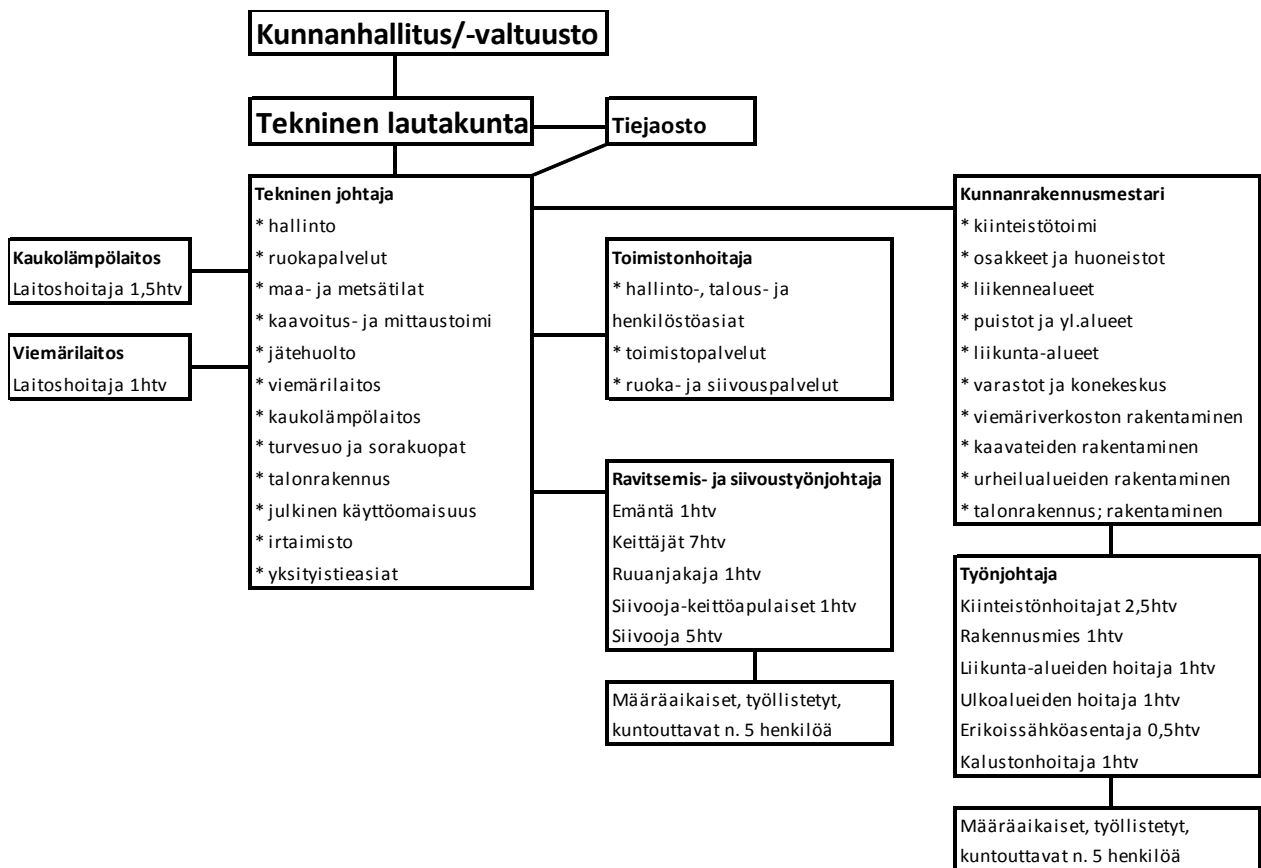 Kunnanhallitus/-valtuusto
Tekninen lautakunta
Tiejaosto
Tekninen johtaja
* hallinto
* ruokapalvelut
* maa- ja metsätilat
* kaavoitus- ja mittaustoimi
* jätehuolto
* viemärilaitos
* kaukolämpölaitos
* turvesuo ja sorakuopat
* talonrakennus
* julkinen käyttöomaisuus
* irtaimisto
* yksityistieasiat
Kaukolämpölaitos
Laitoshoitaja 1,5htv
Viemärilaitos
Laitoshoitaja 1htv
Toimistonhoitaja
* hallinto-, talous- ja
henkilöstöasiat
* toimistopalvelut
* ruoka- ja siivouspalvelut
Ravitsemis- ja siivoustyönjohtaja
Emäntä 1htv
Keittäjät 7htv
Ruuanjakaja 1htv
Siivooja-keittöapulaiset 1htv
Siivooja 5htv
Määräaikaiset, työllistetyt,
kuntouttavat n. 5 henkilöä
Kunnanrakennusmestari
* kiinteistötoimi
* osakkeet ja huoneistot
* liikennealueet
* puistot ja yl.alueet
* liikunta-alueet
* varastot ja konekeskus
* viemäriverkoston rakentaminen
* kaavateiden rakentaminen
* urheilualueiden rakentaminen
* talonrakennus; rakentaminen
Työnjohtaja
Kiinteistönhoitajat 2,5htv
Rakennusmies 1htv
Liikunta-alueiden hoitaja 1htv
Ulkoalueiden hoitaja 1htv
Erikoissähköasentaja 0,5htv
Kalustonhoitaja 1htv
Määräaikaiset, työllistetyt,
kuntouttavat n. 5 henkilöä